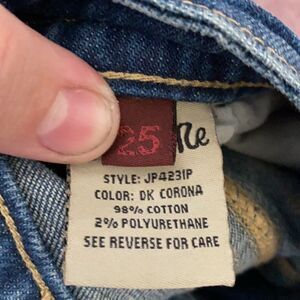 25
Re
STYLE: JP4231P
COLOR: DK CORONA
98% COTTON
2% POLYURETHANE
SEE REVERSE FOR CARE